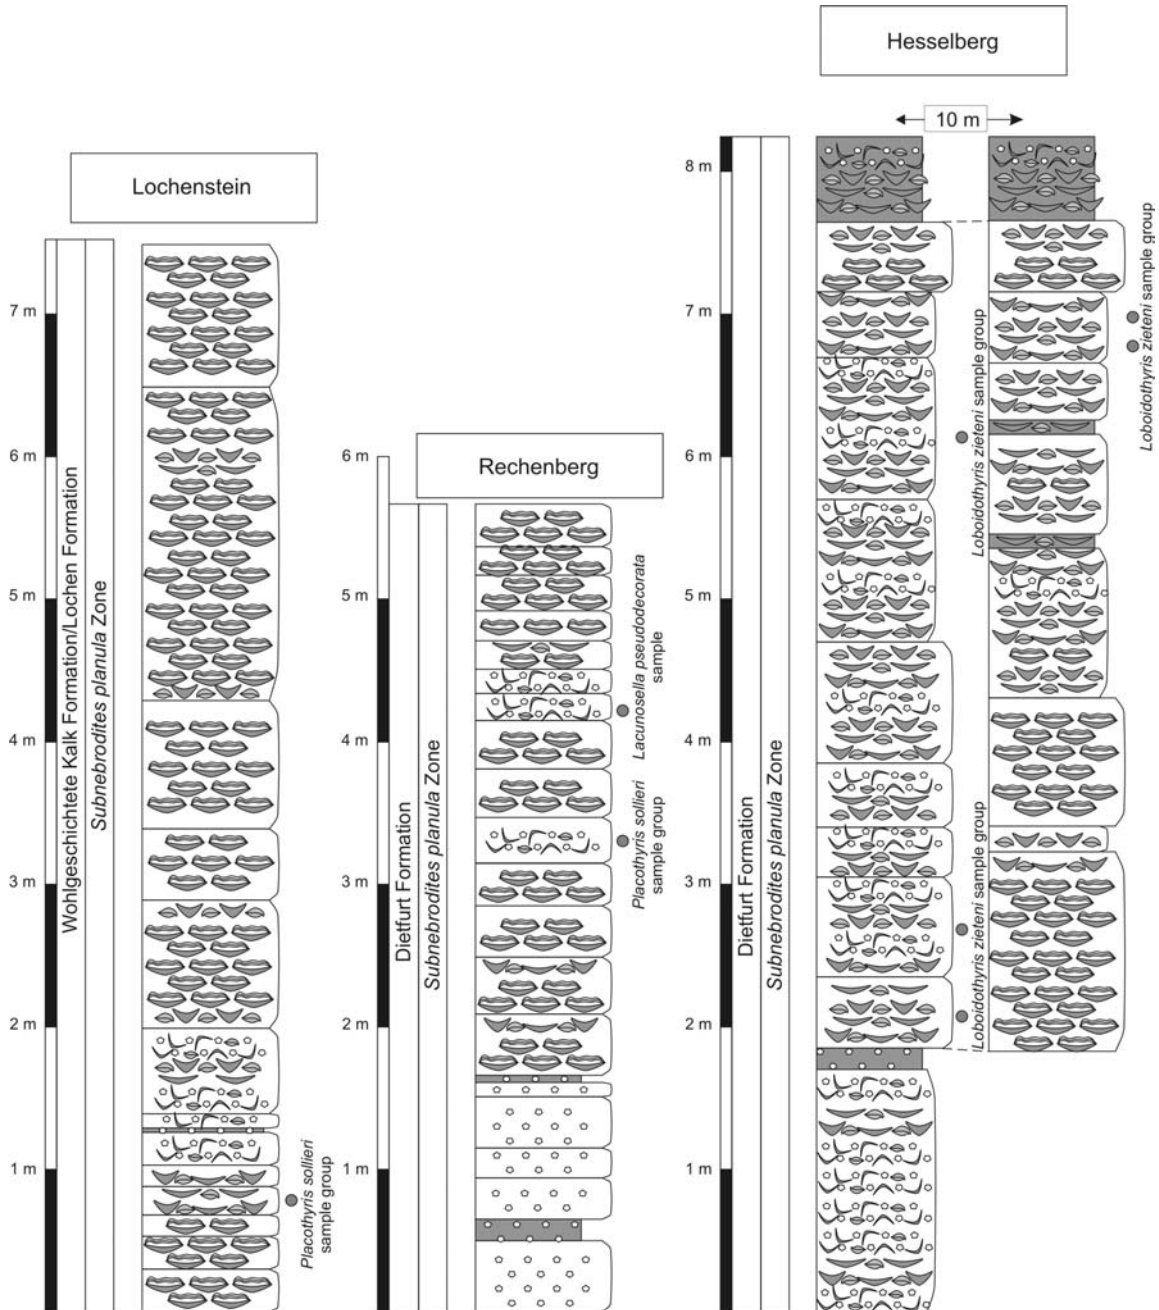 Hesselberg
10 m
Lochenstein
Rechenberg
7 m
6 m
5 m
4 m
3 m
2 m
1 m
Wohlgeschichtete Kalk Formation/Lochen Formation
Subnebrodites planula Zone
Placothyris sollieri
sample group
6 m
5 m
4 m
3 m
2 m
1 m
Dietfurt Formation
Subnebrodites planula Zone
Lacunosella pseudodecorata
sample
Placothyris sollieri
sample group
8 m
7 m
6 m
5 m
4 m
3 m
2 m
1 m
Dietfurt Formation
Subnebrodites planula Zone
Loboidothyris zieteni sample group
Loboidothyris zieteni sample group
Loboidothyris zieteni sample group